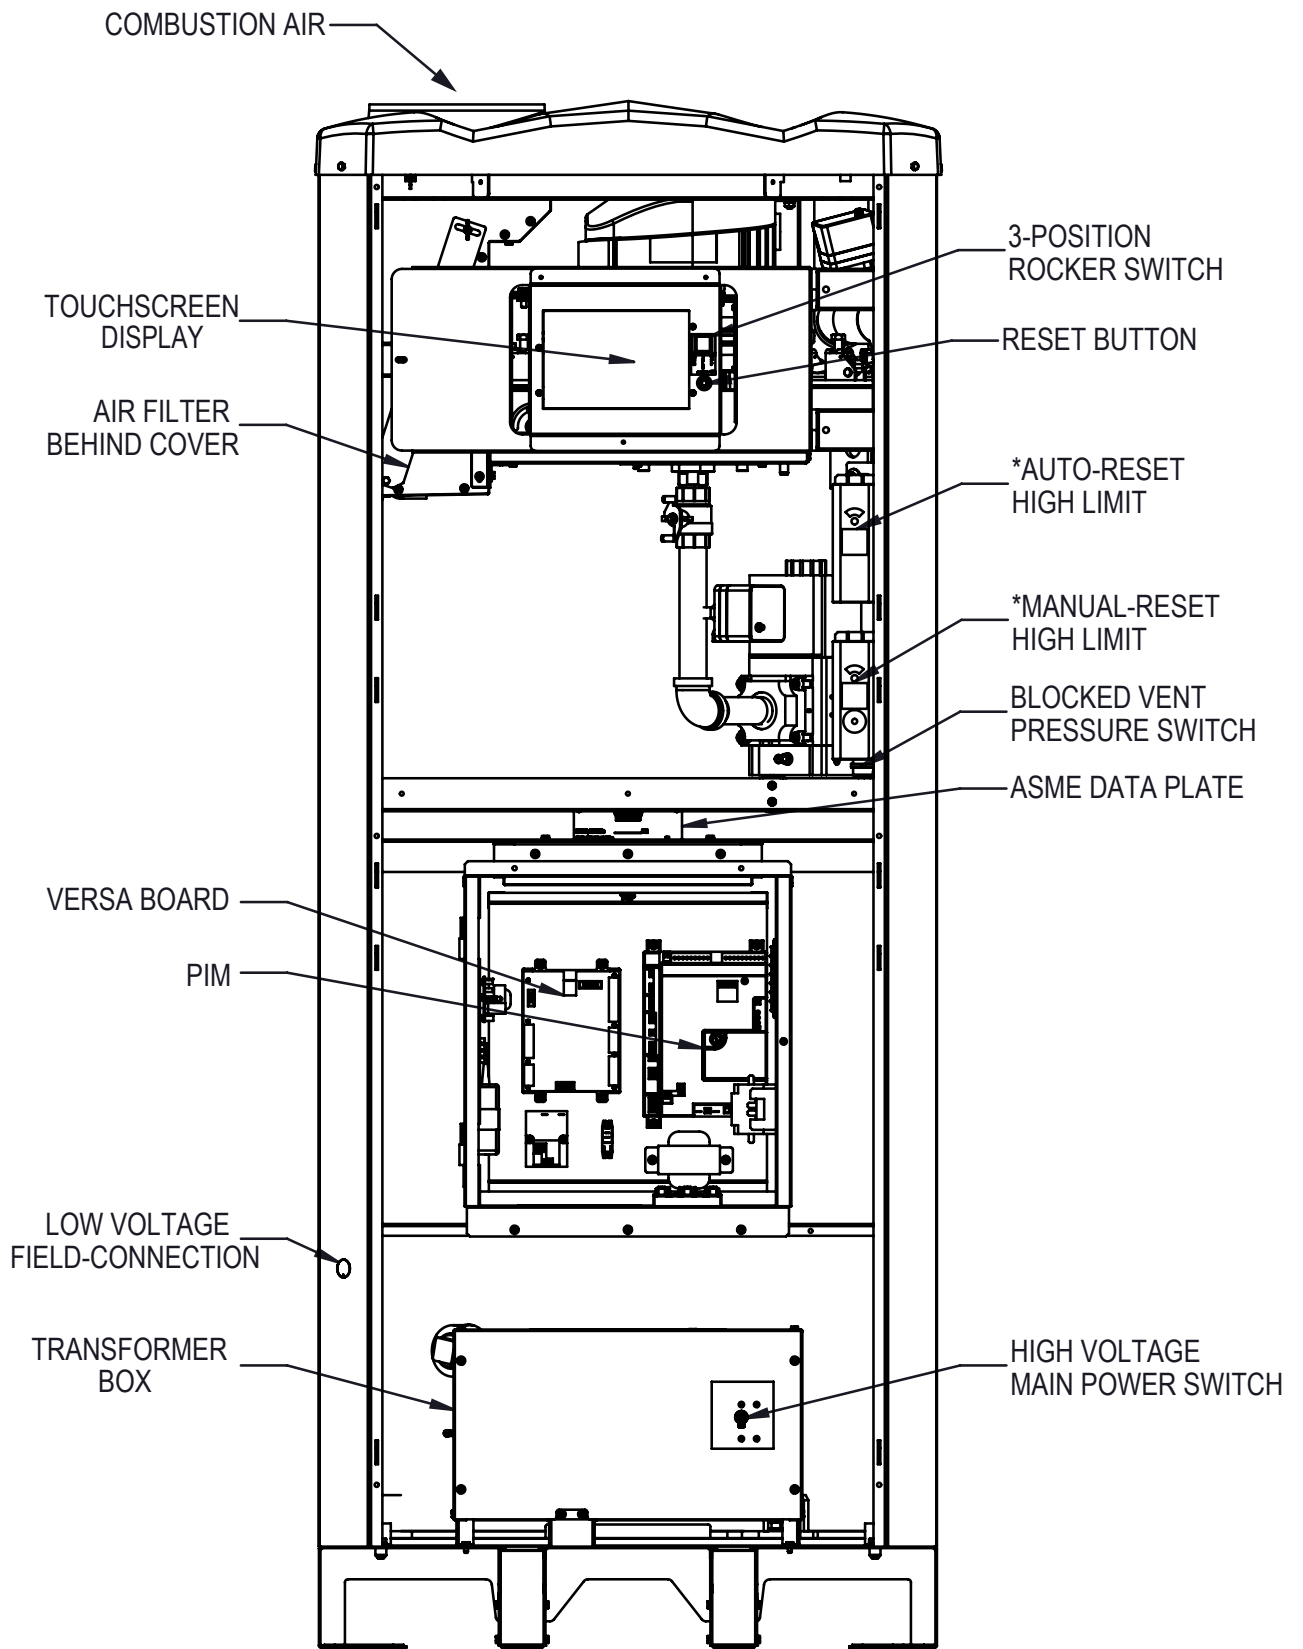 COMBUSTION AIR
3-POSITION
ROCKER SWITCH
TOUCHSCREEN
DISPLAY
RESET BUTTON
AIR FILTER
BEHIND COVER
*AUTO-RESET
HIGH LIMIT
*MANUAL-RESET
HIGH LIMIT
BLOCKED VENT
PRESSURE SWITCH
ASME DATA PLATE
VERSA BOARD
PIM
LOW VOLTAGE
FIELD-CONNECTION
TRANSFORMER
BOX
HIGH VOLTAGE
MAIN POWER SWITCH